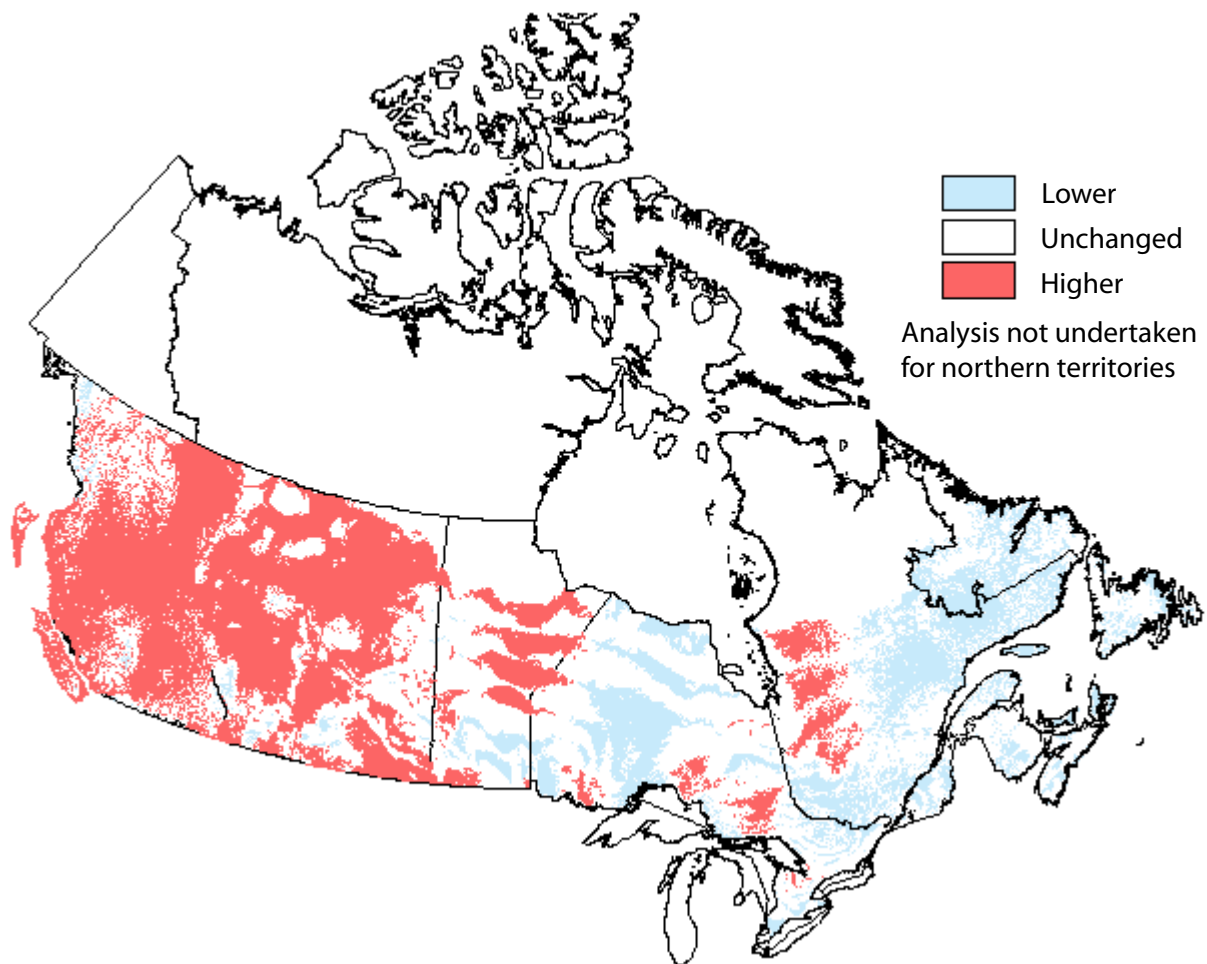 Lower
Unchanged
Higher
Analysis not undertaken
for northern territories